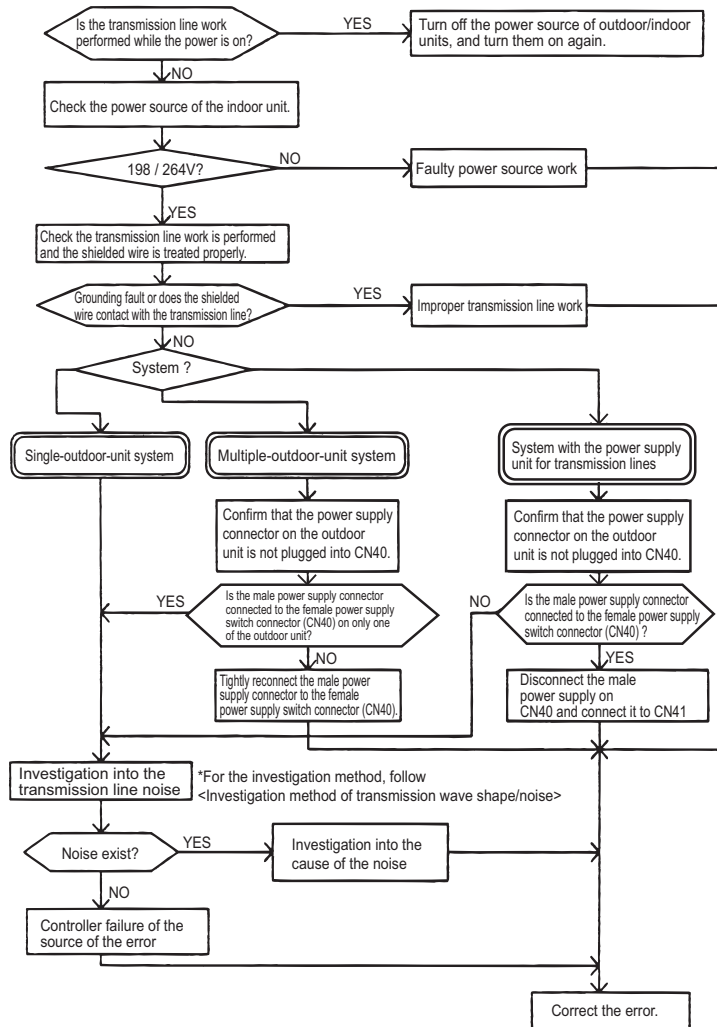 Is the transmission line work
performed while the power is on?
YES
Turn off the power source of outdoor/indoor
units, and turn them on again.
NO
Check the power source of the indoor unit.
198 / 264V?
NO
Faulty power source work
YES
Check the transmission line work is performed
and the shielded wire is treated properly.
Grounding fault or does the shielded
wire contact with the transmission line?
YES
Improper transmission line work
NO
System ?
Single-outdoor-unit system
Multiple-outdoor-unit system
System with the power supply
unit for transmission lines
Confirm that the power supply
connector on the outdoor
unit is not plugged into CN40.
Confirm that the power supply
connector on the outdoor
unit is not plugged into CN40.
YES
Is the male power supply connector
connected to the female power supply
switch connector (CN40) on only one
of the outdoor unit?
NO
Is the male power supply connector
connected to the female power supply
switch connector (CN40) ?
NO
YES
Tightly reconnect the male power
supply connector to the female
power supply switch connector (CN40).
Disconnect the male
power supply on
CN40 and connect it to CN41
Investigation into the
transmission line noise
*For the investigation method, follow
<Investigation method of transmission wave shape/noise>
Noise exist?
YES
Investigation into the
cause of the noise
NO
Controller failure of the
source of the error
Correct the error.